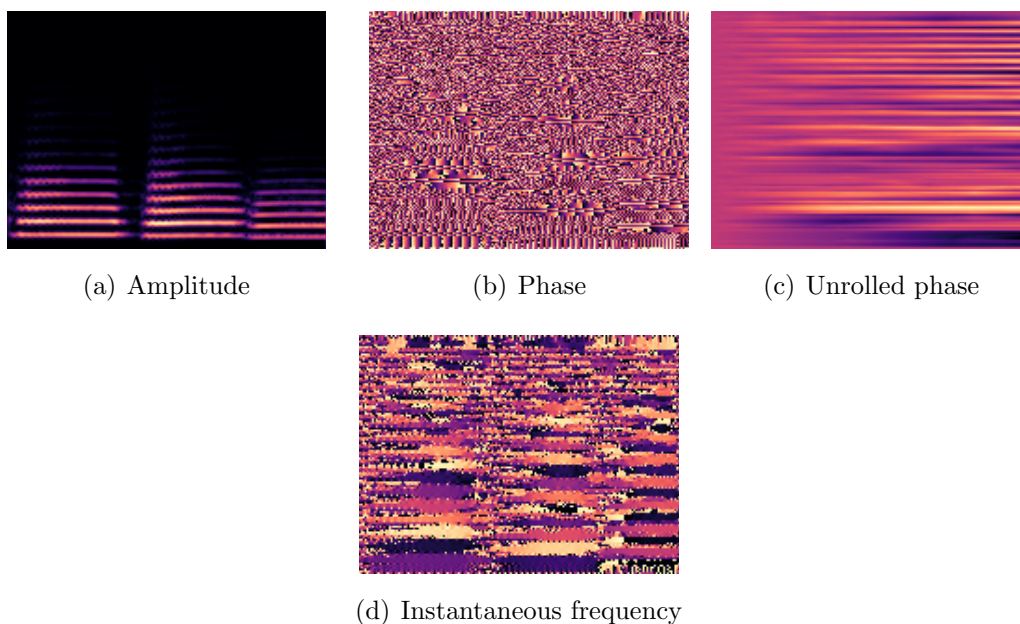 (a) Amplitude
(b) Phase
(c) Unrolled phase
(d) Instantaneous frequency